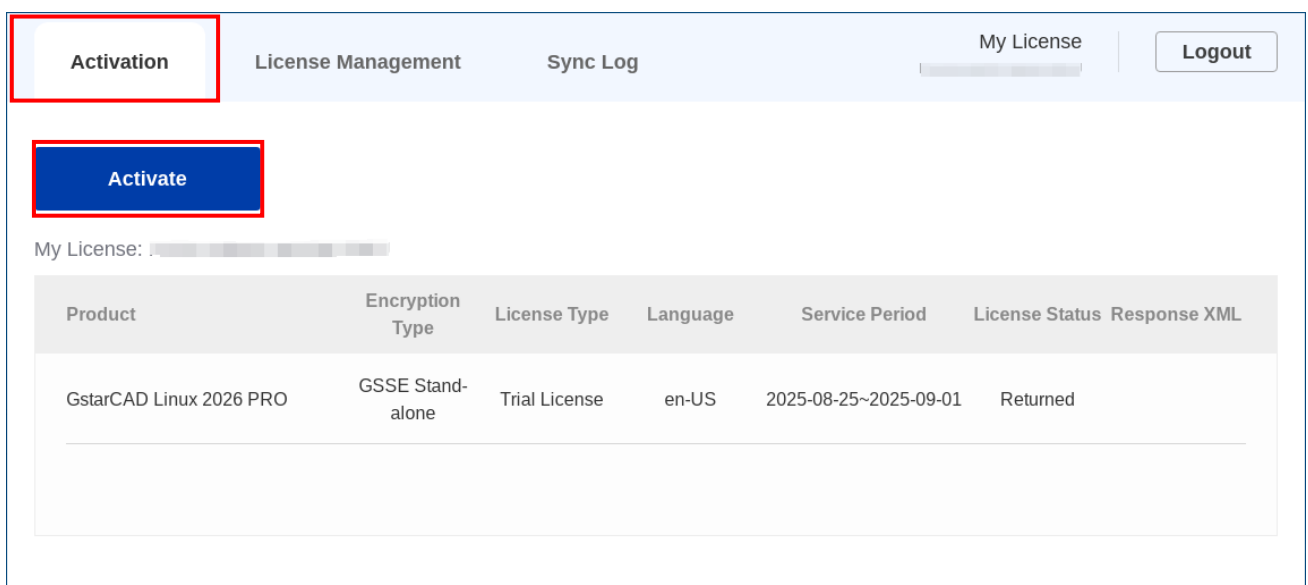 Activation
License Management
Sync Log
My License
Logout
Activate
My License:
Product
Encryption
Type
License Type
Language
Service Period
License Status
Response XML
GstarCAD Linux 2026 PRO
GSSE Stand-
alone
Trial License
en-US
2025-08-25~2025-09-01
Returned